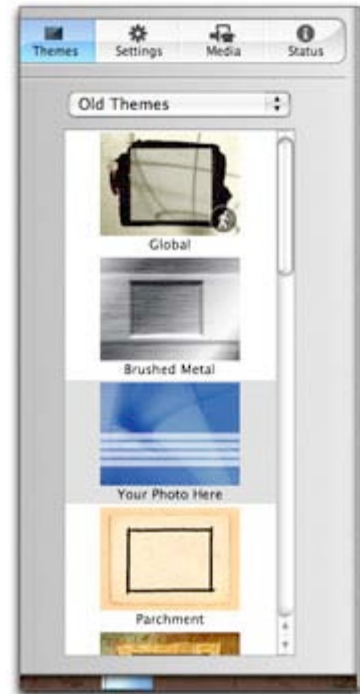 Themes Settings Media Status
Old Themes
Global
Brushed Metal
Your Photo Here
Parchment